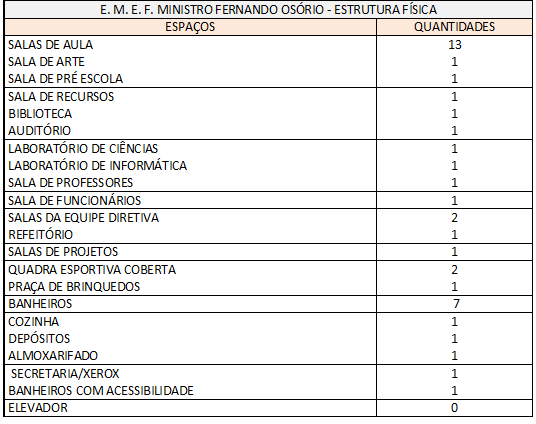 E. M. E. F. MINISTRO FERNANDO OSÓRIO - ESTRUTURA FÍSICA
ESPAÇOS QUANTIDADES
SALAS DE AULA 13
SALA DE ARTE 1
SALA DE PRÉ ESCOLA 1
SALA DE RECURSOS 1
BIBLIOTECA 1
AUDITÓRIO 1
LABORATÓRIO DE CIÊNCIAS 1
LABORATÓRIO DE INFORMÁTICA 1
SALA DE PROFESSORES 1
SALA DE FUNCIONÁRIOS 1
SALAS DA EQUIPE DIRETIVA 2
REFEITÓRIO 1
SALAS DE PROJETOS 1
QUADRA ESPORTIVA COBERTA 2
PRAÇA DE BRINQUEDOS 1
BANHEIROS 7
COZINHA 1
DEPÓSITOS 1
ALMOXARIFADO 1
SECRETARIA/XEROX 1
BANHEIROS COM ACESSIBILIDADE 1
ELEVADOR 0